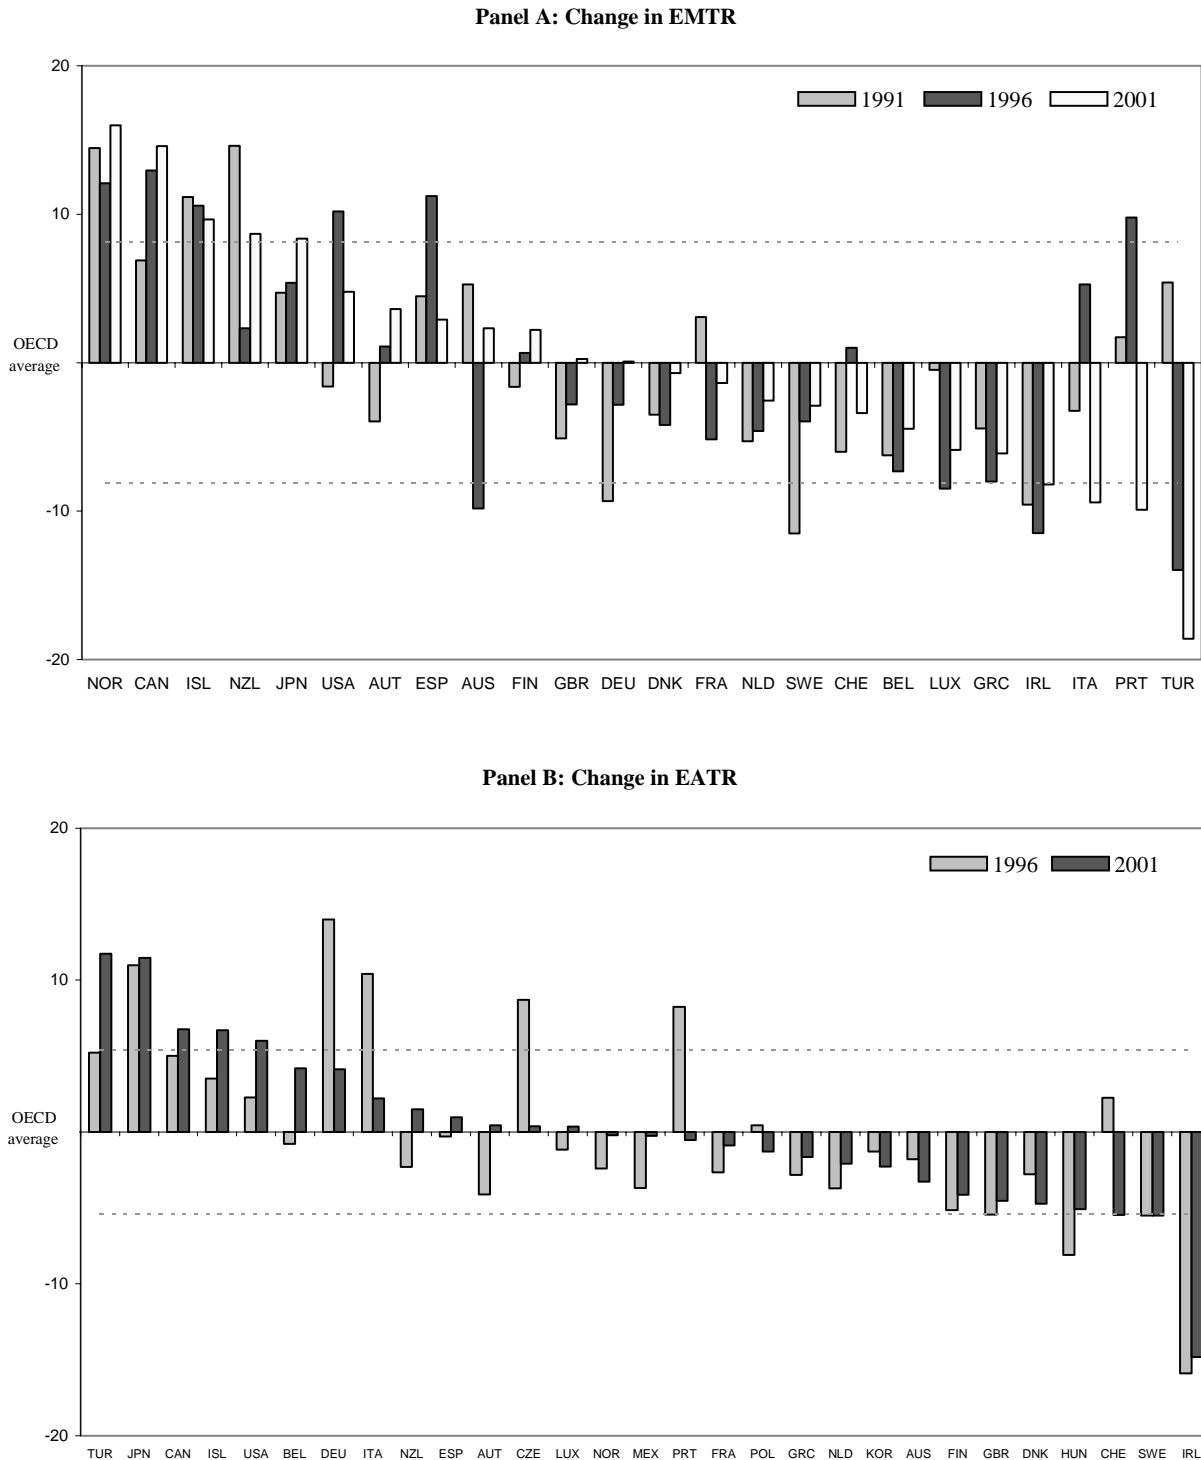 Panel A: Change in EMTR
20
1991 1996 2001
10
OECD
average
-10
-20
NOR CAN ISL NZL JPN USA AUT ESP AUS FIN GBR DEU DNK FRA NLD SWE CHE BEL LUX GRC IRL ITA PRT TUR
Panel B: Change in EATR
20
1996 2001
10
OECD
average
-10
-20
TUR JPN CAN ISL USA BEL DEU ITA NZL ESP AUT CZE LUX NOR MEX PRT FRA POL GRC NLD KOR AUS FIN GBR DNK HUN CHE SWE IRL